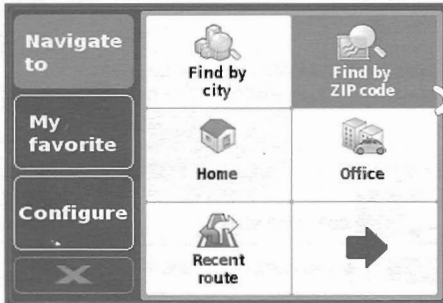 Navigate
to
My
favorite
Configure
Find by
city
Find by
ZIP code
Home
Office
Recent
route